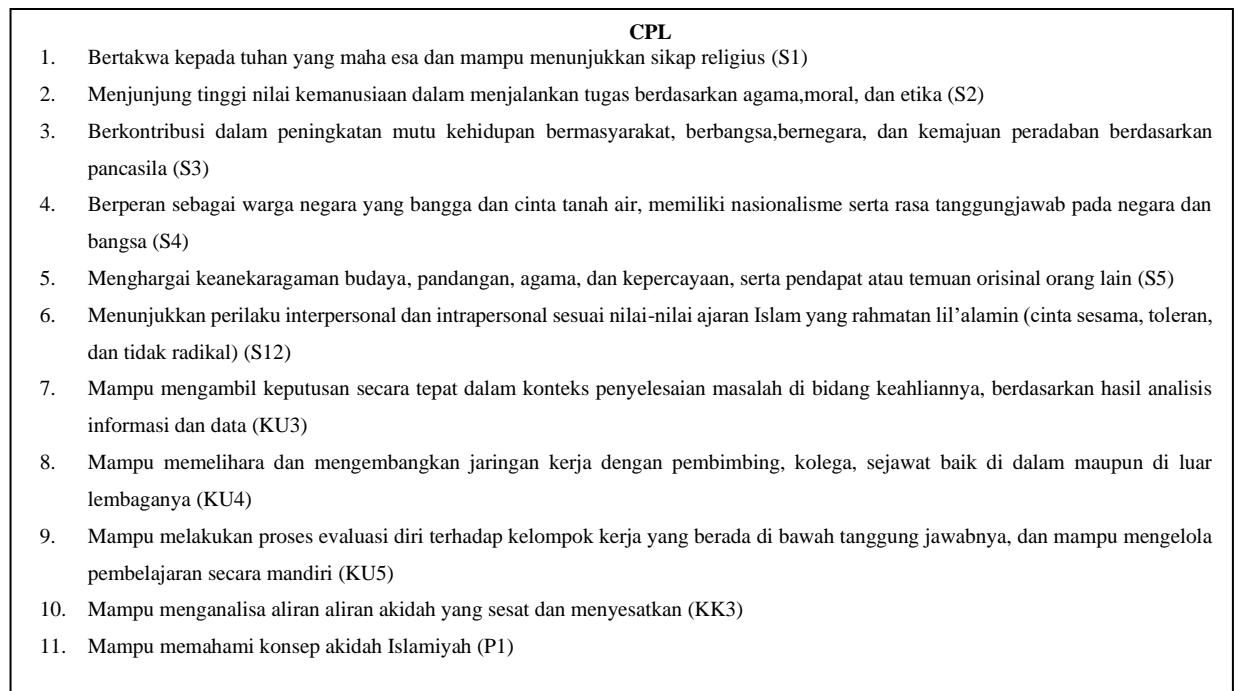 CPL
1. Bertakwa kepada tuhan yang maha esa dan mampu menunjukkan sikap religius (S1)
2. Menjunjung tinggi nilai kemanusiaan dalam menjalankan tugas berdasarkan agama,moral, dan etika (S2)
3. Berkontribusi dalam peningkatan mutu kehidupan bermasyarakat, berbangsa,bernegara, dan kemajuan peradaban berdasarkan
pancasila (S3)
4. Berperan sebagai warga negara yang bangga dan cinta tanah air, memiliki nasionalisme serta rasa tanggungjawab pada negara dan
bangsa (S4)
5. Menghargai keanekaragaman budaya, pandangan, agama, dan kepercayaan, serta pendapat atau temuan orisinal orang lain (S5)
6. Menunjukkan perilaku interpersonal dan intrapersonal sesuai nilai-nilai ajaran Islam yang rahmatan lil’alamin (cinta sesama, toleran,
dan tidak radikal) (S12)
7. Mampu mengambil keputusan secara tepat dalam konteks penyelesaian masalah di bidang keahliannya, berdasarkan hasil analisis
informasi dan data (KU3)
8. Mampu memelihara dan mengembangkan jaringan kerja dengan pembimbing, kolega, sejawat baik di dalam maupun di luar
lembaganya (KU4)
9. Mampu melakukan proses evaluasi diri terhadap kelompok kerja yang berada di bawah tanggung jawabnya, dan mampu mengelola
pembelajaran secara mandiri (KU5)
10. Mampu menganalisa aliran aliran akidah yang sesat dan menyesatkan (KK3)
11. Mampu memahami konsep akidah Islamiyah (P1)